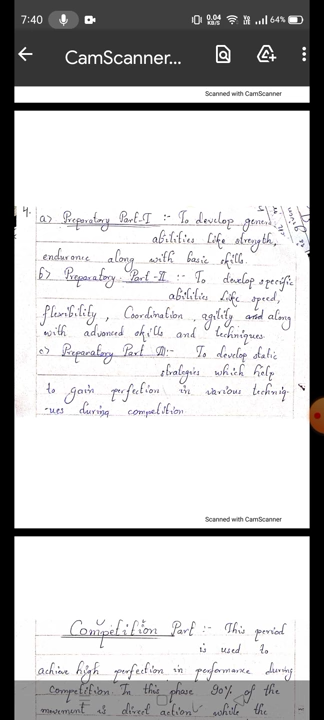 7:40
0.04
KB/S
64%
CamScanner...
Scanned with CamScanner
4.
a) Preparatory Part-I :- To develop general
abilities like strength,
endurance along with basic skills.
b) Preparatory Part-II :- To develop specific
abilities like speed,
flexibility, Coordination, agility and along
with advanced skills and techniques
c) Preparatory Part III:- To develop static
strategies which help
to gain perfection in various techniq-
-ues during competition
Scanned with CamScanner
Competition Part :- This period
is used to
achieve high perfection in performance during
Competition. In this phase 90% of the
movement is direct action while the